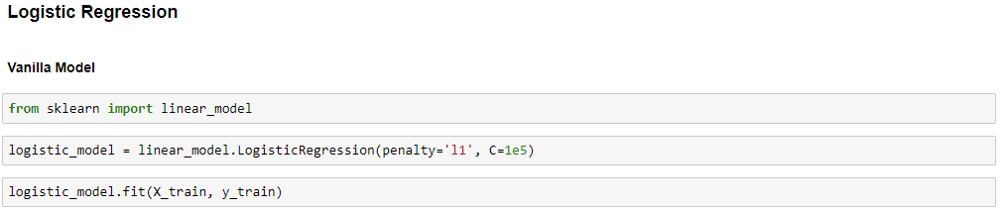 Logistic Regression
Vanilla Model
from sklearn import linear_model
logistic_model = linear_model.LogisticRegression(penalty='l1', C=1e5)
logistic_model.fit(X_train, y_train)